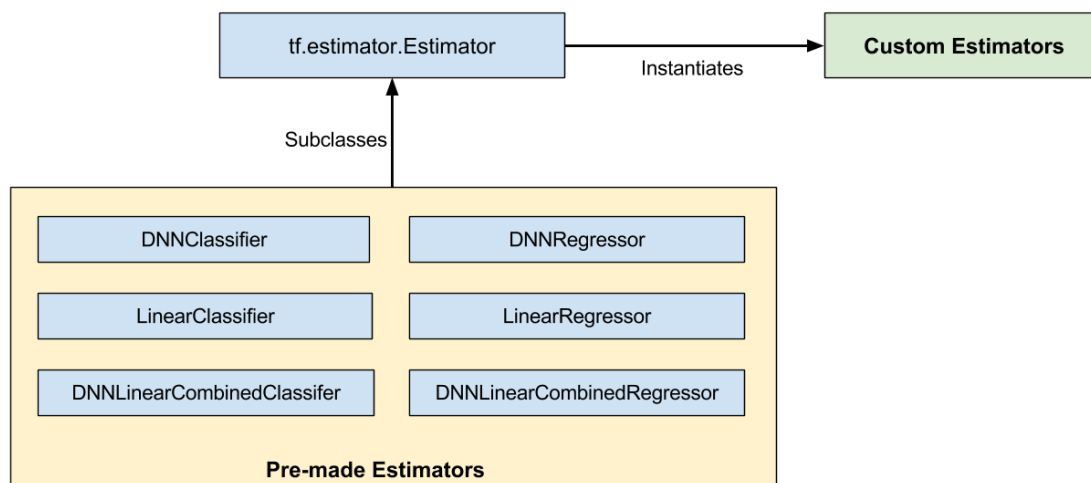 tf.estimator.Estimator
Custom Estimators
Instantiates
Subclasses
DNNClassifier
DNNRegressor
LinearClassifier
LinearRegressor
DNNLinearCombinedClassifer
DNNLinearCombinedRegressor
Pre-made Estimators